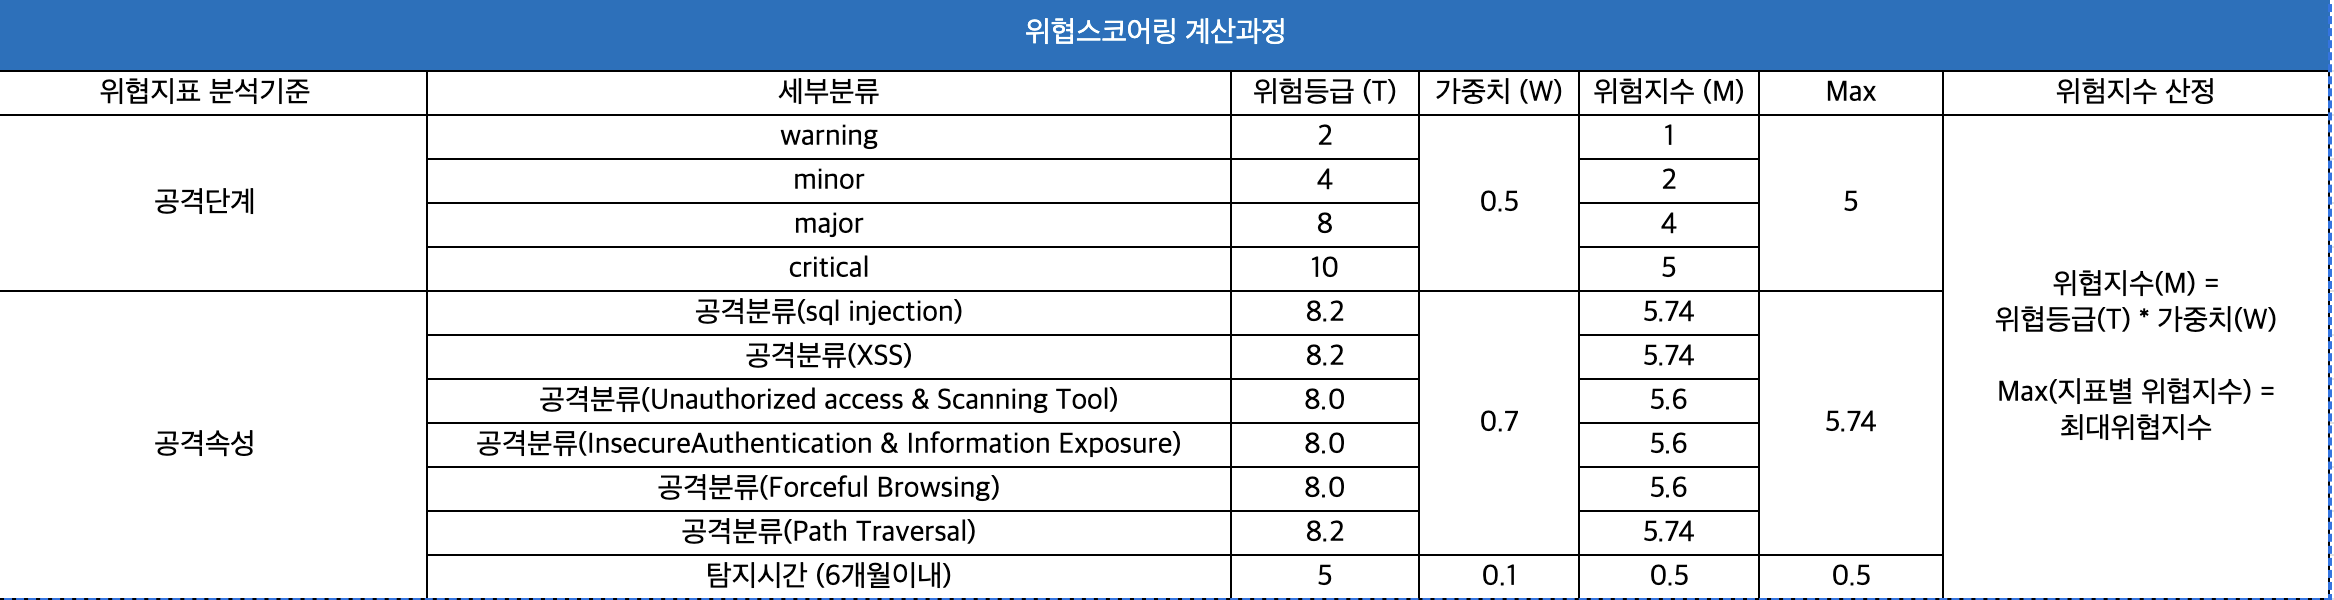 위협스코어링 계산과정
위협지표 분석기준 세부분류 위험등급 (T) 가중치 (W) 위험지수 (M) Max 위험지수 산정
공격단계
warning 2 1
minor 4 2
0.5 5
major 8 4
critical 10 5
공격속성
공격분류(sql injection) 8.2 5.74
공격분류(XSS) 8.2 5.74
공격분류(Unauthorized access & Scanning Tool) 8.0 5.6
0.7 5.74
공격분류(InsecureAuthentication & Information Exposure) 8.0 5.6
공격분류(Forceful Browsing) 8.0 5.6
공격분류(Path Traversal) 8.2 5.74
탐지시간 (6개월이내) 5 0.1 0.5 0.5
위협지수(M) =
위협등급(T) * 가중치(W)
Max(지표별 위협지수) =
최대위협지수